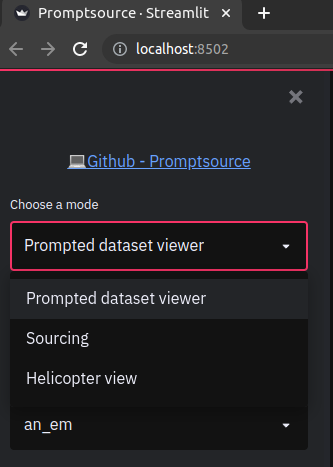 Promptsource · Streamlit
localhost:8502
Github - Promptsource
Choose a mode
Prompted dataset viewer
Prompted dataset viewer
Sourcing
Helicopter view
an_em